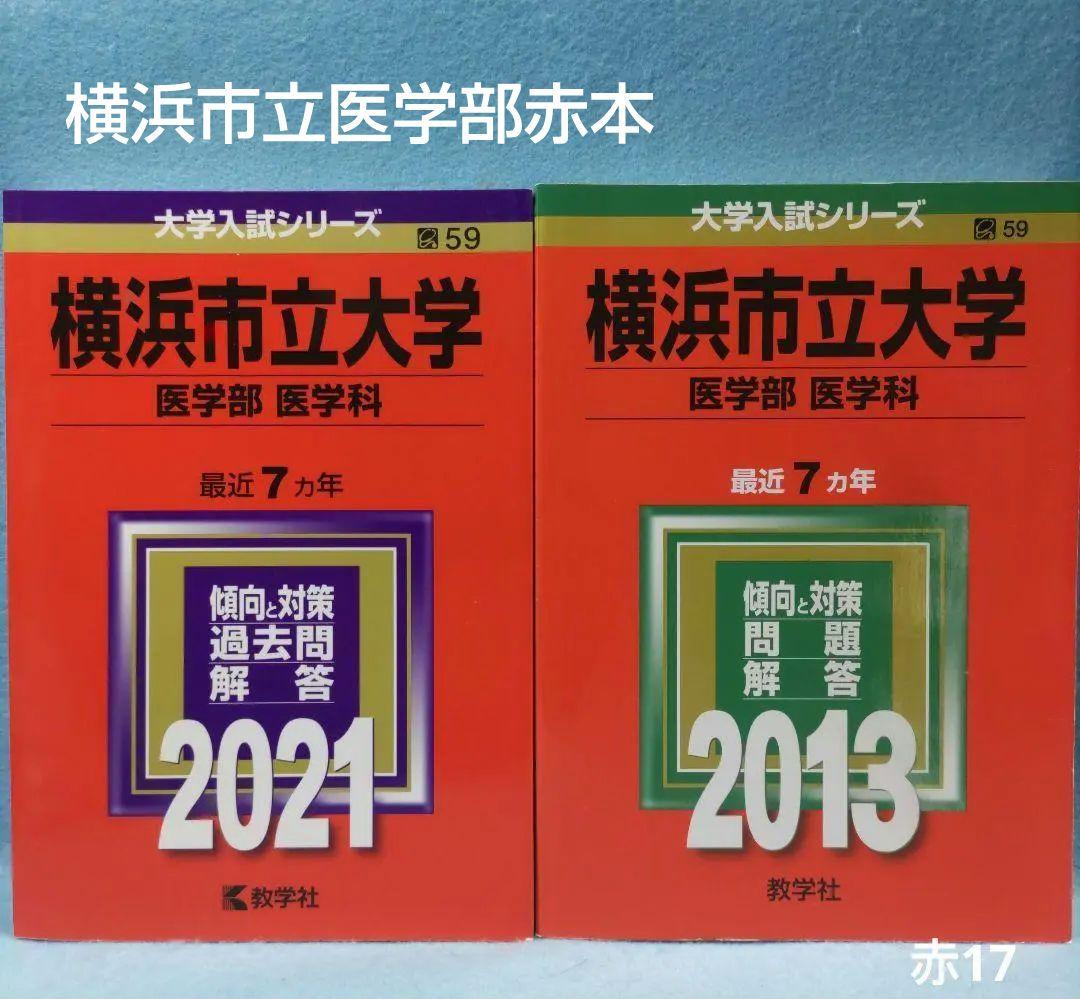 横浜市立医学部赤本
大学入試シリーズ
59
横浜市立大学
医学部 医学科
最近7カ年
傾向と対策
過去問
解答
2021
教学社
大学入試シリーズ
59
横浜市立大学
医学部 医学科
最近7カ年
傾向と対策
問題
解答
2013
教学社
赤17